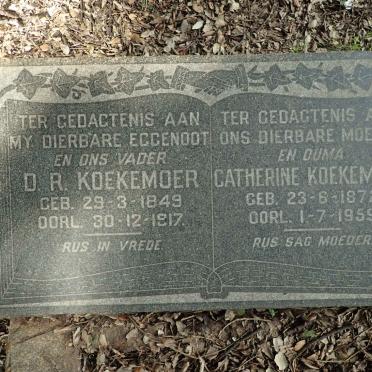 TER GEDACTENIS AAN
MY DIERBARE EGGENOOT
EN ONS VADER
D. R. KOEKEMOER
GEB. 29-3-1849
OORL. 30-12-1917.
RUS IN VREDE
TER GEDACTENIS A
ONS DIERBARE MOE
EN OUMA
CATHERINE KOEKEM
GEB. 23-6-187
OORL. 1-7-1959
RUS SAG MOEDER